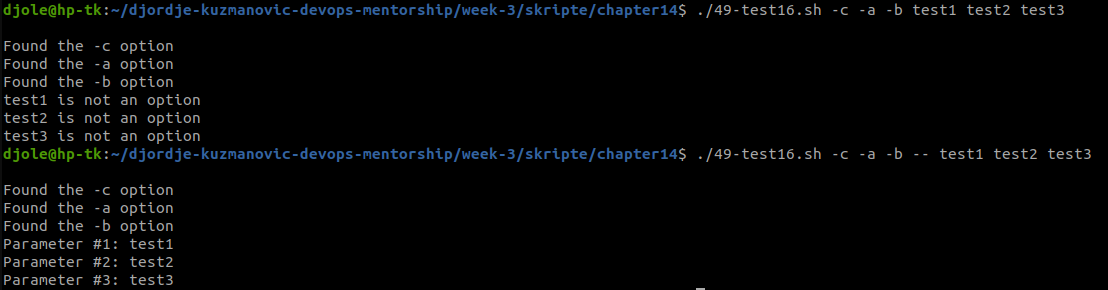 djole@hp-tk:~/djordje-kuzmanovic-devops-mentorship/week-3/skripte/chapter14$ ./49-test16.sh -c -a -b test1 test2 test3
Found the -c option
Found the -a option
Found the -b option
test1 is not an option
test2 is not an option
test3 is not an option
djole@hp-tk:~/djordje-kuzmanovic-devops-mentorship/week-3/skripte/chapter14$ ./49-test16.sh -c -a -b -- test1 test2 test3
Found the -c option
Found the -a option
Found the -b option
Parameter #1: test1
Parameter #2: test2
Parameter #3: test3